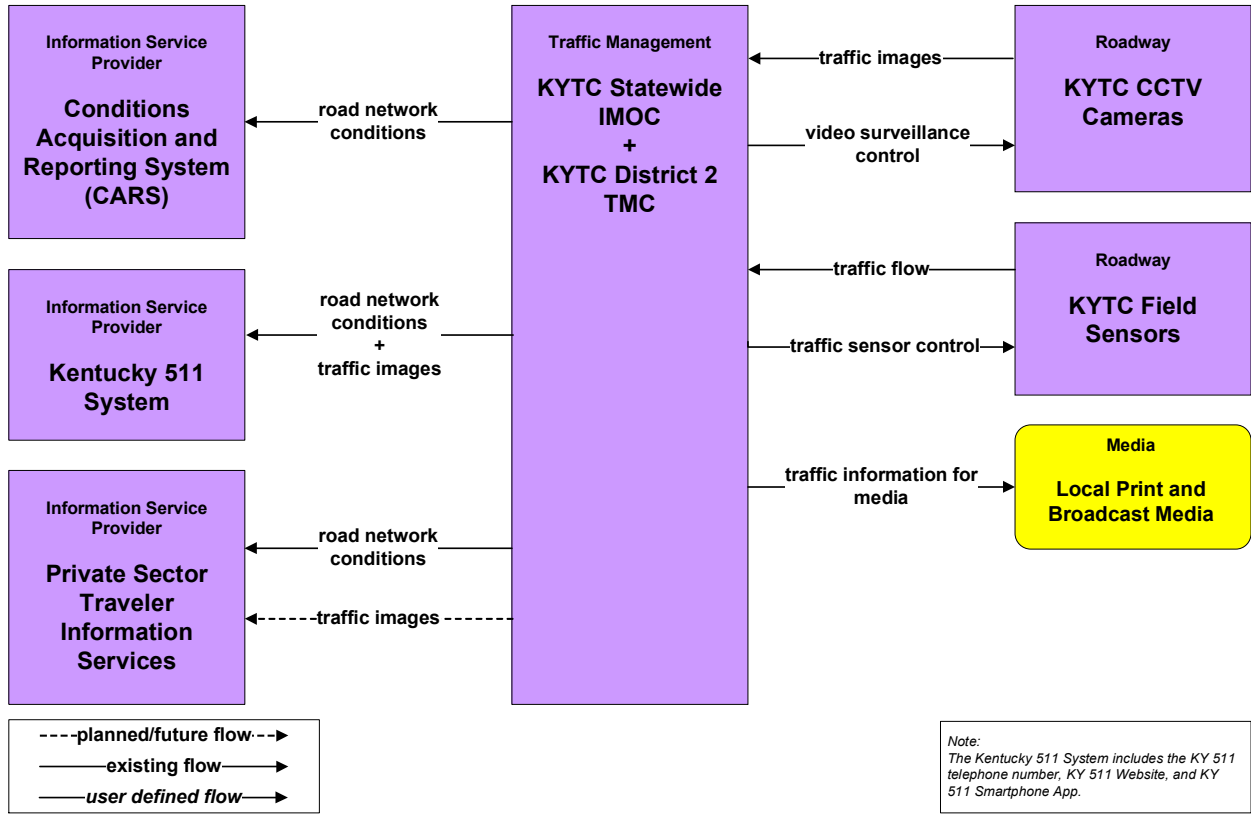 Information Service
Provider
Conditions
Acquisition and
Reporting System
(CARS)
road network
conditions
Traffic Management
KYTC Statewide
IMOC
+
KYTC District 2
TMC
traffic images
video surveillance
control
Roadway
KYTC CCTV
Cameras
Information Service
Provider
Kentucky 511
System
road network
conditions
+
traffic images
traffic flow
traffic sensor control
Roadway
KYTC Field
Sensors
Information Service
Provider
Private Sector
Traveler
Information
Services
road network
conditions
traffic images
traffic information for
media
Media
Local Print and
Broadcast Media
planned/future flow
existing flow
user defined flow
Note:
The Kentucky 511 System includes the KY 511
telephone number, KY 511 Website, and KY
511 Smartphone App.